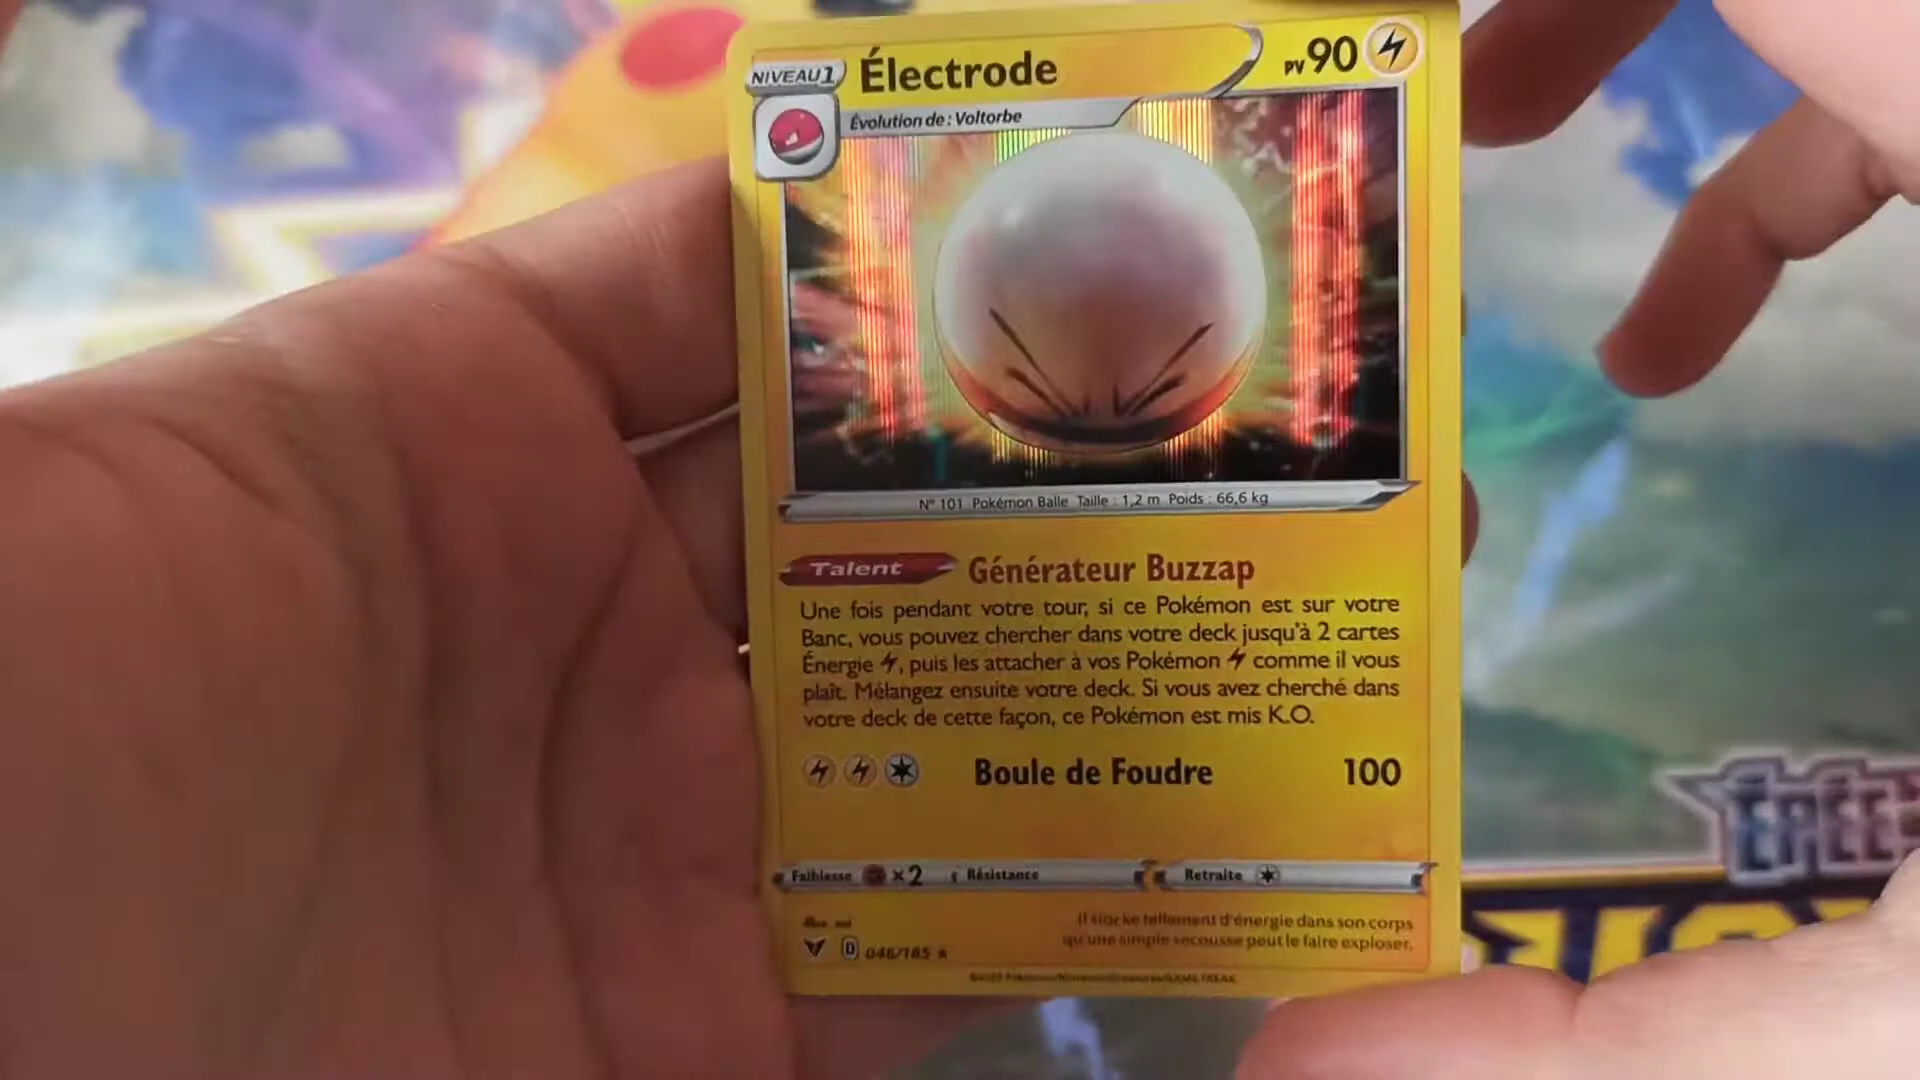 NIVEAU 1
Électrode
PV 90
Évolution de : Voltorbe
N° 101 Pokémon Balle Taille : 1,2 m Poids : 66,6 kg
Talent
Générateur Buzzap
Une fois pendant votre tour, si ce Pokémon est sur votre
Banc, vous pouvez chercher dans votre deck jusqu'à 2 cartes
Énergie , puis les attacher à vos Pokémon comme il vous
plaît. Mélangez ensuite votre deck. Si vous avez cherché dans
votre deck de cette façon, ce Pokémon est mis K.O.
Boule de Foudre 100
Faiblesse ×2 Résistance Retraite
Il stocke tellement d'énergie dans son corps
qu'une simple secousse peut le faire exploser.
D 046/185
ÉPÉE